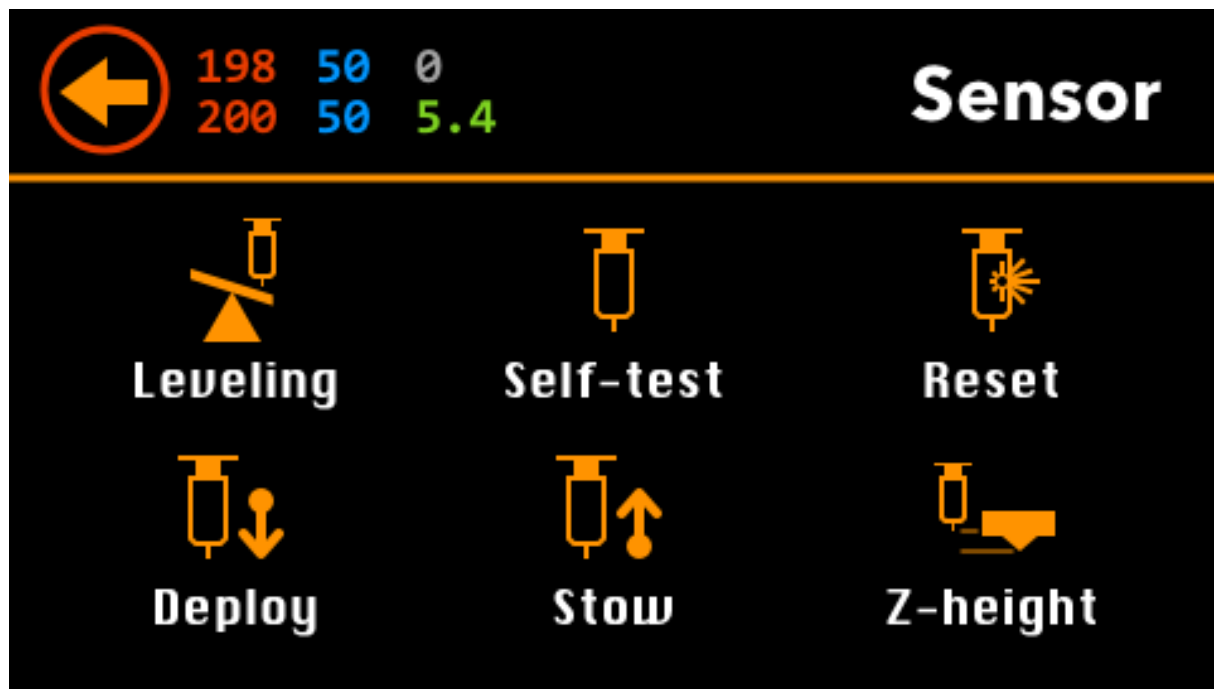 198 50 0
200 50 5.4
Sensor
Leveling Self-test Reset
Deploy Stow Z-height